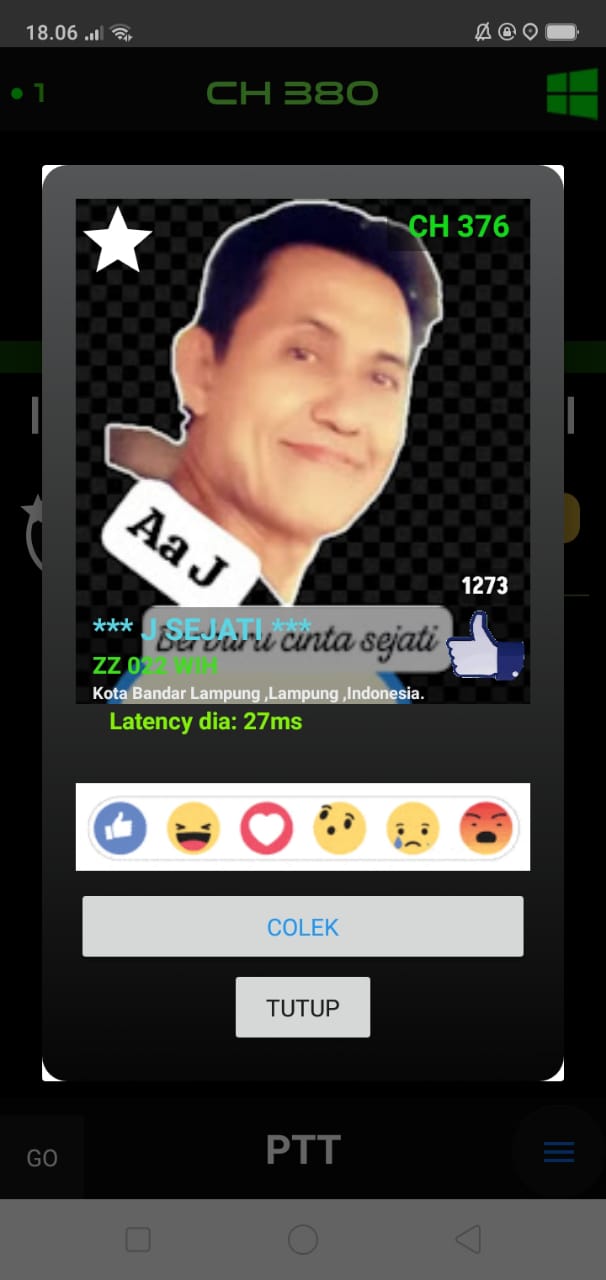 18.06
1
CH 380
CH 376
Aa J
1273
Berburu cinta sejati
*** J SEJATI ***
ZZ 022 WIH
Kota Bandar Lampung ,Lampung ,Indonesia.
Latency dia: 27ms
COLEK
TUTUP
GO
PTT